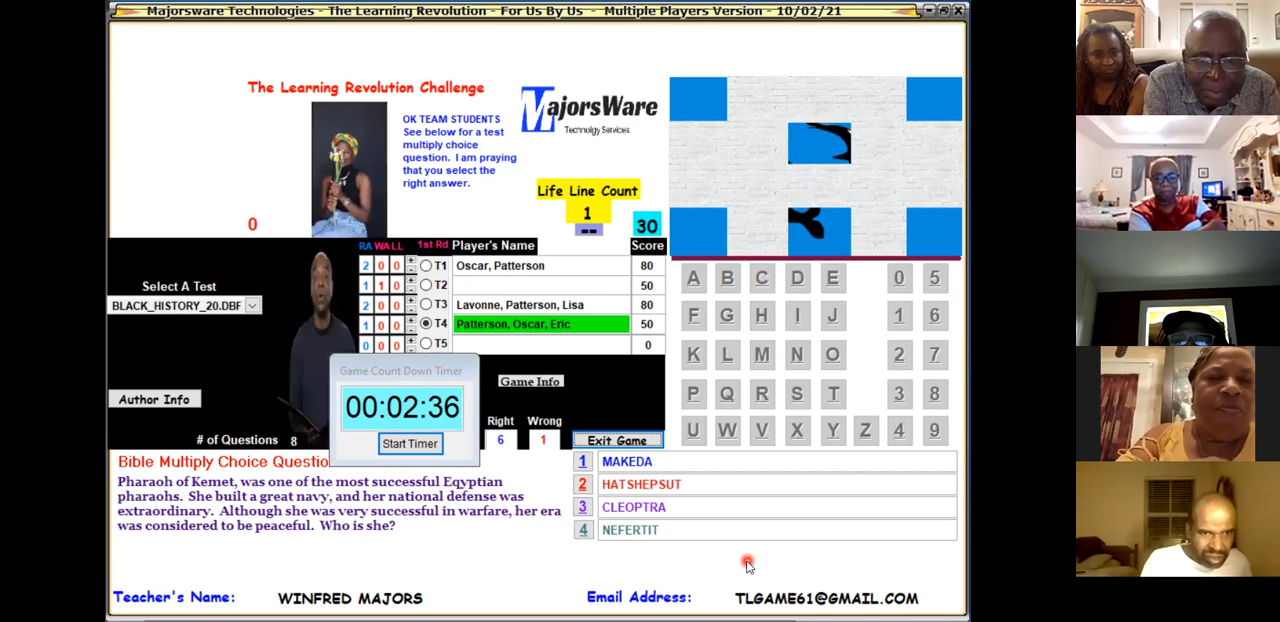 Majorsware Technologies - The Learning Revolution - For Us By Us - Multiple Players Version - 10/02/21
The Learning Revolution Challenge
OK TEAM STUDENTS
See below for a test
multiply choice
question. I am praying
that you select the
right answer.
MajorsWare
Technolgy Services
Life Line Count
1
--
30
0
RA WA LL 1st Rd Player's Name Score
2 0 0 + - T1 Oscar, Patterson 80
1 1 0 + - T2 50
2 0 0 + - T3 Lavonne, Patterson, Lisa 80
1 0 0 + - T4 Patterson, Oscar, Eric 50
0 0 0 + - T5 0
Select A Test
BLACK_HISTORY_20.DBF
Game Count Down Timer
00:02:36
Start Timer
Game Info
Author Info
# of Questions 8
Right Wrong
6 1
Exit Game
A B C D E 0 5
F G H I J 1 6
K L M N O 2 7
P Q R S T 3 8
U W V X Y Z 4 9
Bible Multiply Choice Questio
Pharaoh of Kemet, was one of the most successful Eqyptian
pharaohs. She built a great navy, and her national defense was
extraordinary. Although she was very successful in warfare, her era
was considered to be peaceful. Who is she?
1 MAKEDA
2 HATSHEPSUT
3 CLEOPTRA
4 NEFERTIT
Teacher's Name: WINFRED MAJORS
Email Address: TLGAME61@GMAIL.COM